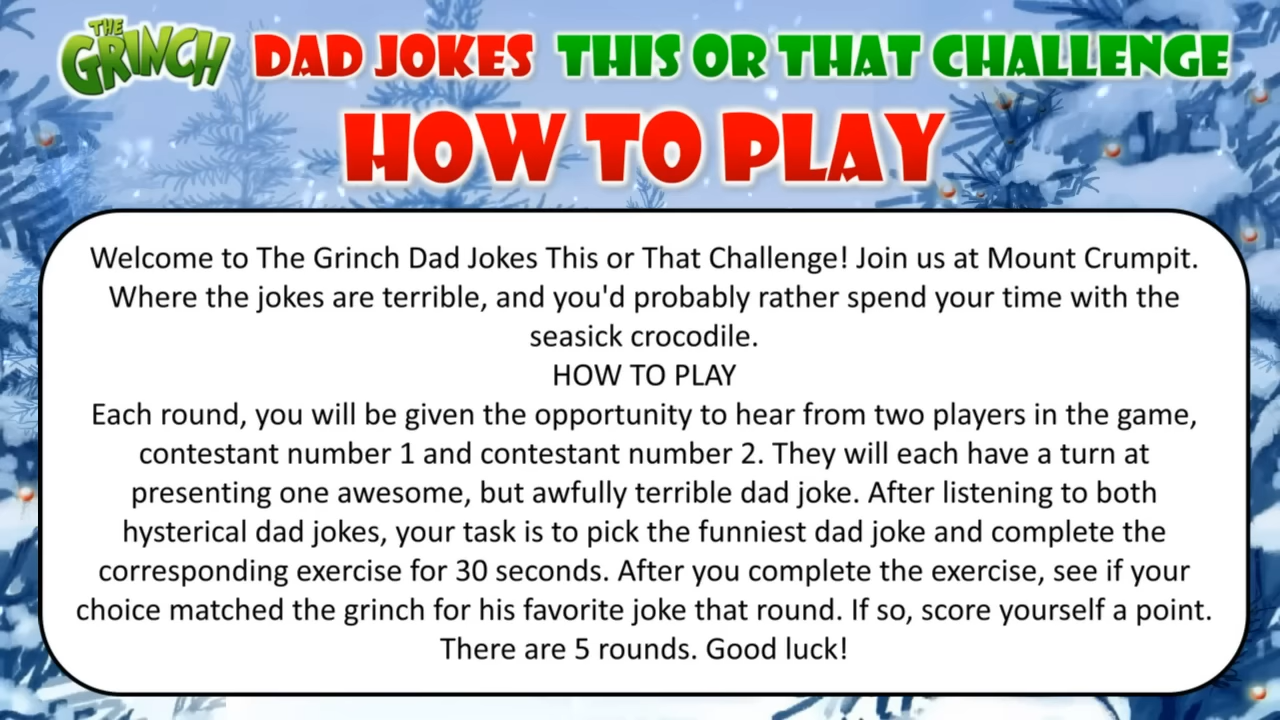 THE GRINCH DAD JOKES THIS OR THAT CHALLENGE
HOW TO PLAY
Welcome to The Grinch Dad Jokes This or That Challenge! Join us at Mount Crumpit.
Where the jokes are terrible, and you'd probably rather spend your time with the
seasick crocodile.
HOW TO PLAY
Each round, you will be given the opportunity to hear from two players in the game,
contestant number 1 and contestant number 2. They will each have a turn at
presenting one awesome, but awfully terrible dad joke. After listening to both
hysterical dad jokes, your task is to pick the funniest dad joke and complete the
corresponding exercise for 30 seconds. After you complete the exercise, see if your
choice matched the grinch for his favorite joke that round. If so, score yourself a point.
There are 5 rounds. Good luck!